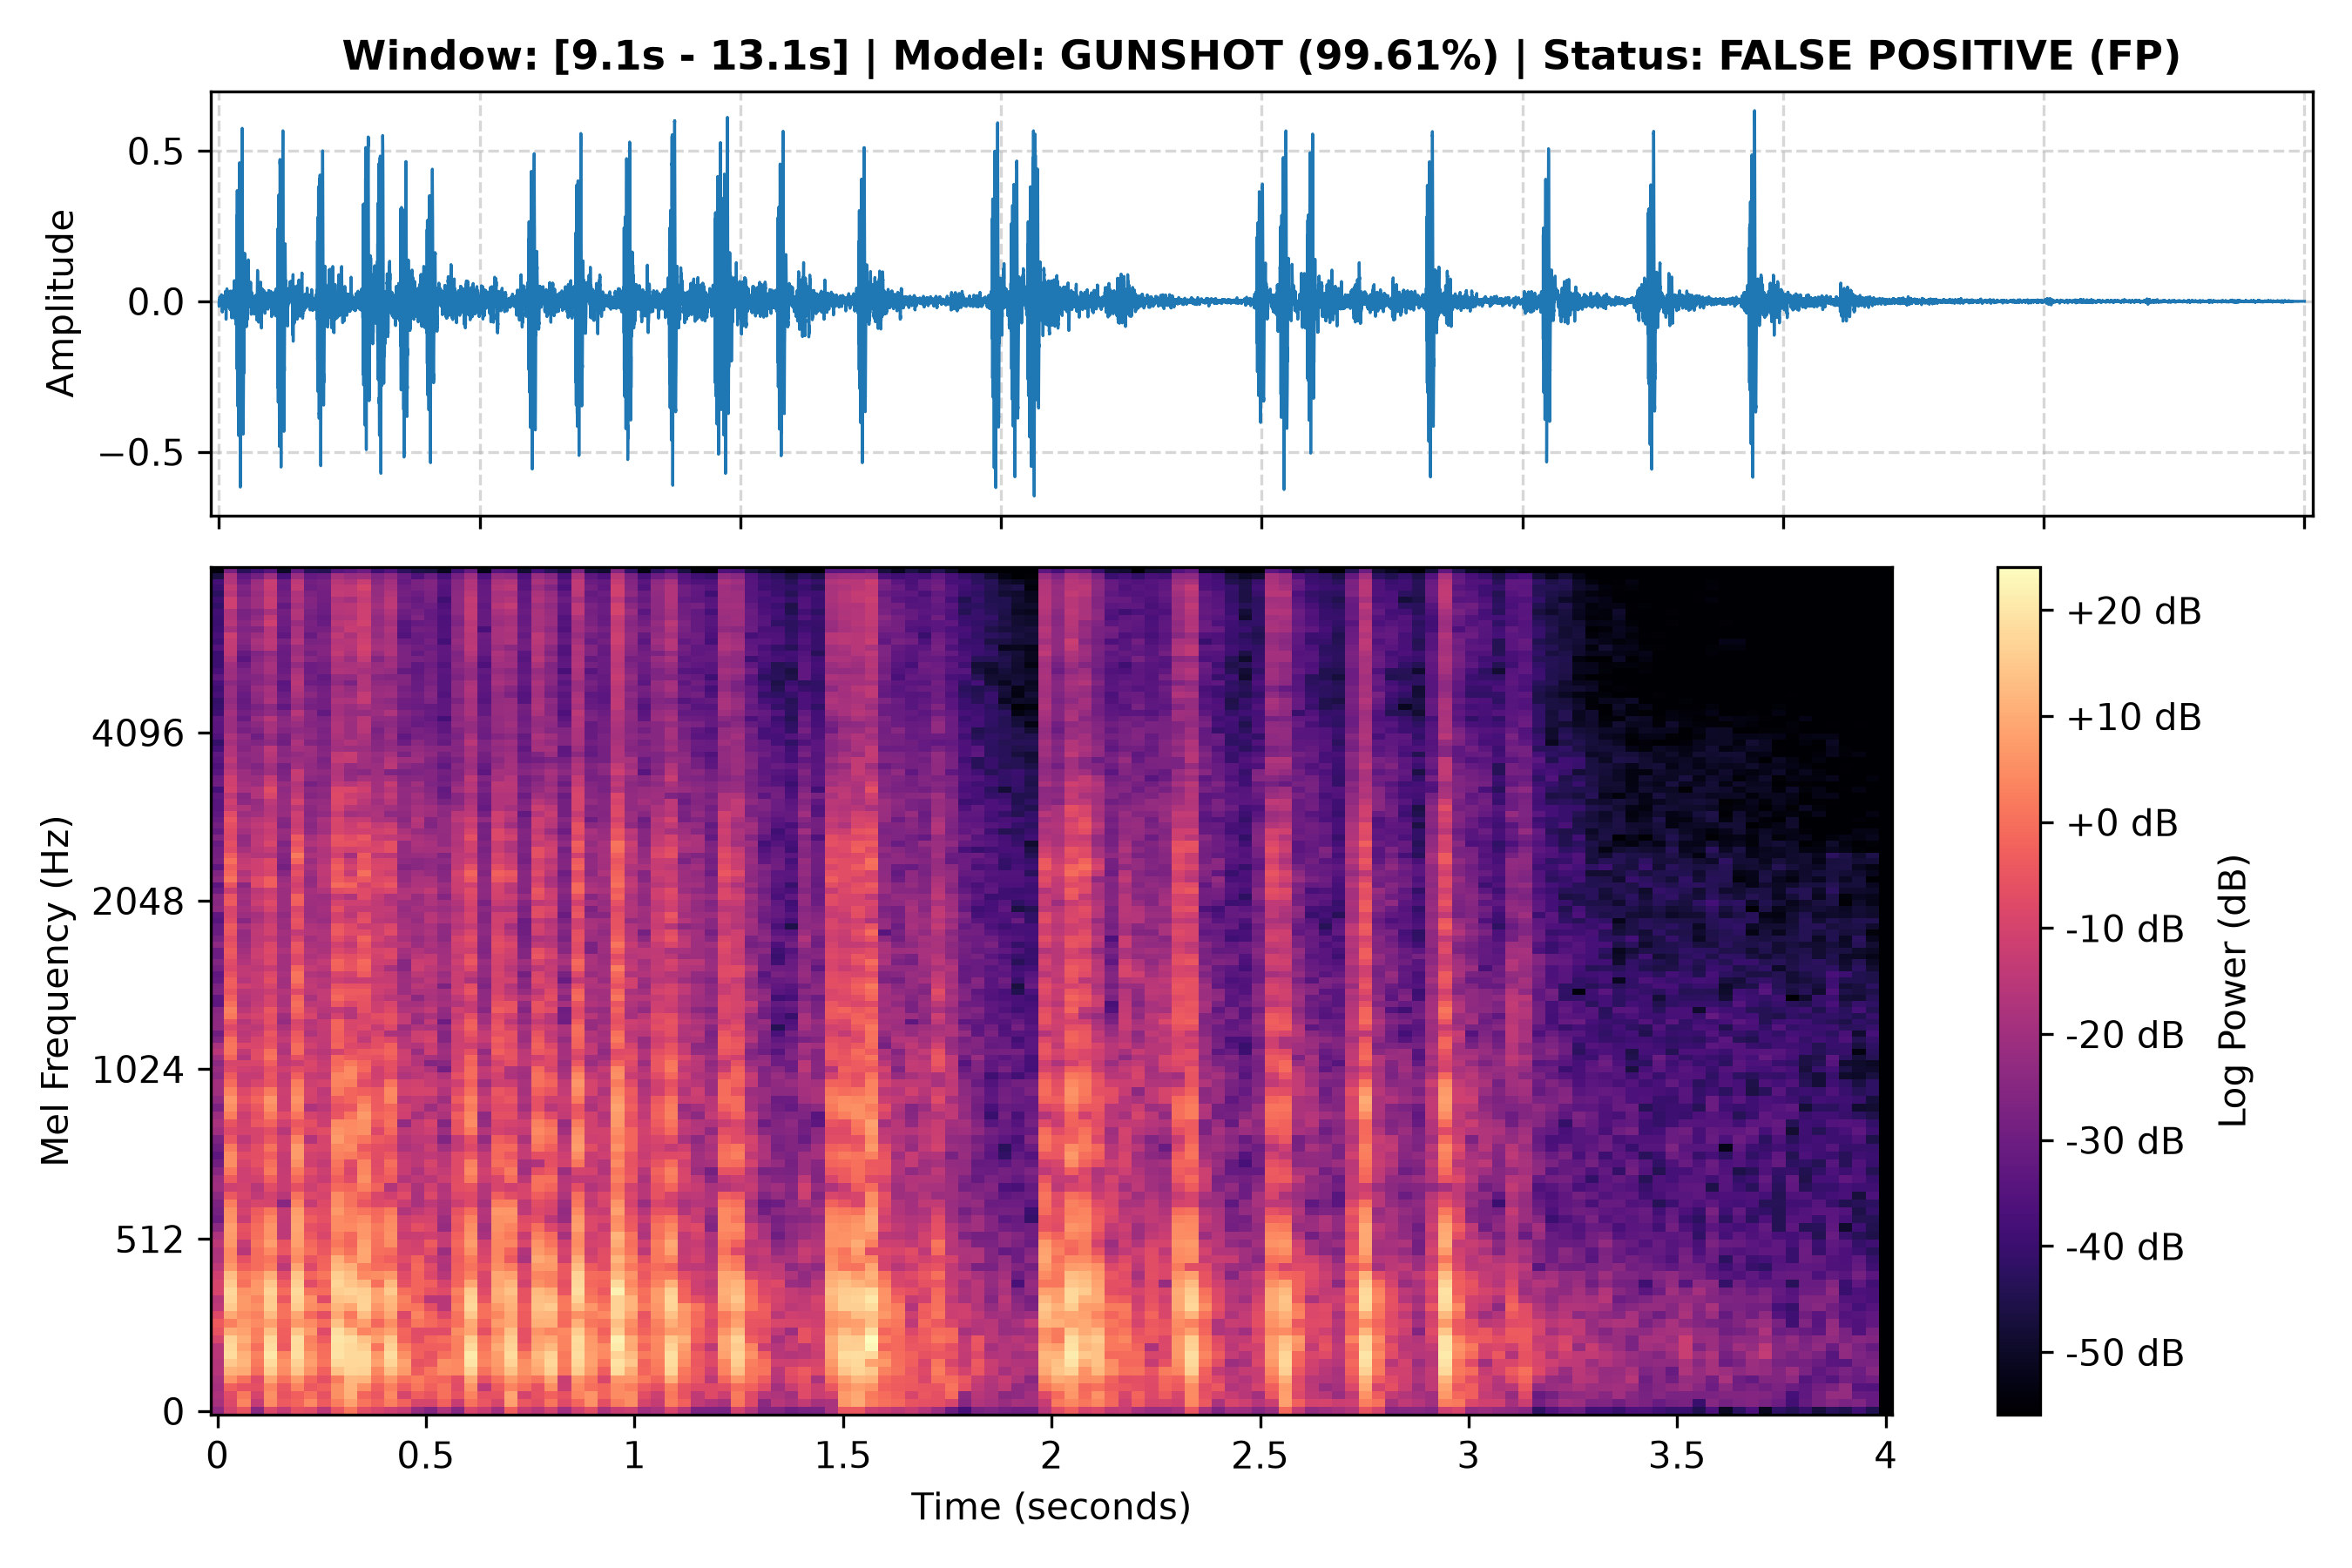 Window: [9.1s - 13.1s] | Model: GUNSHOT (99.61%) | Status: FALSE POSITIVE (FP)
Amplitude
0.5
0.0
−0.5
Mel Frequency (Hz)
4096
2048
1024
512
0
0 0.5 1 1.5 2 2.5 3 3.5 4
Time (seconds)
+20 dB
+10 dB
+0 dB
-10 dB
-20 dB
-30 dB
-40 dB
-50 dB
Log Power (dB)